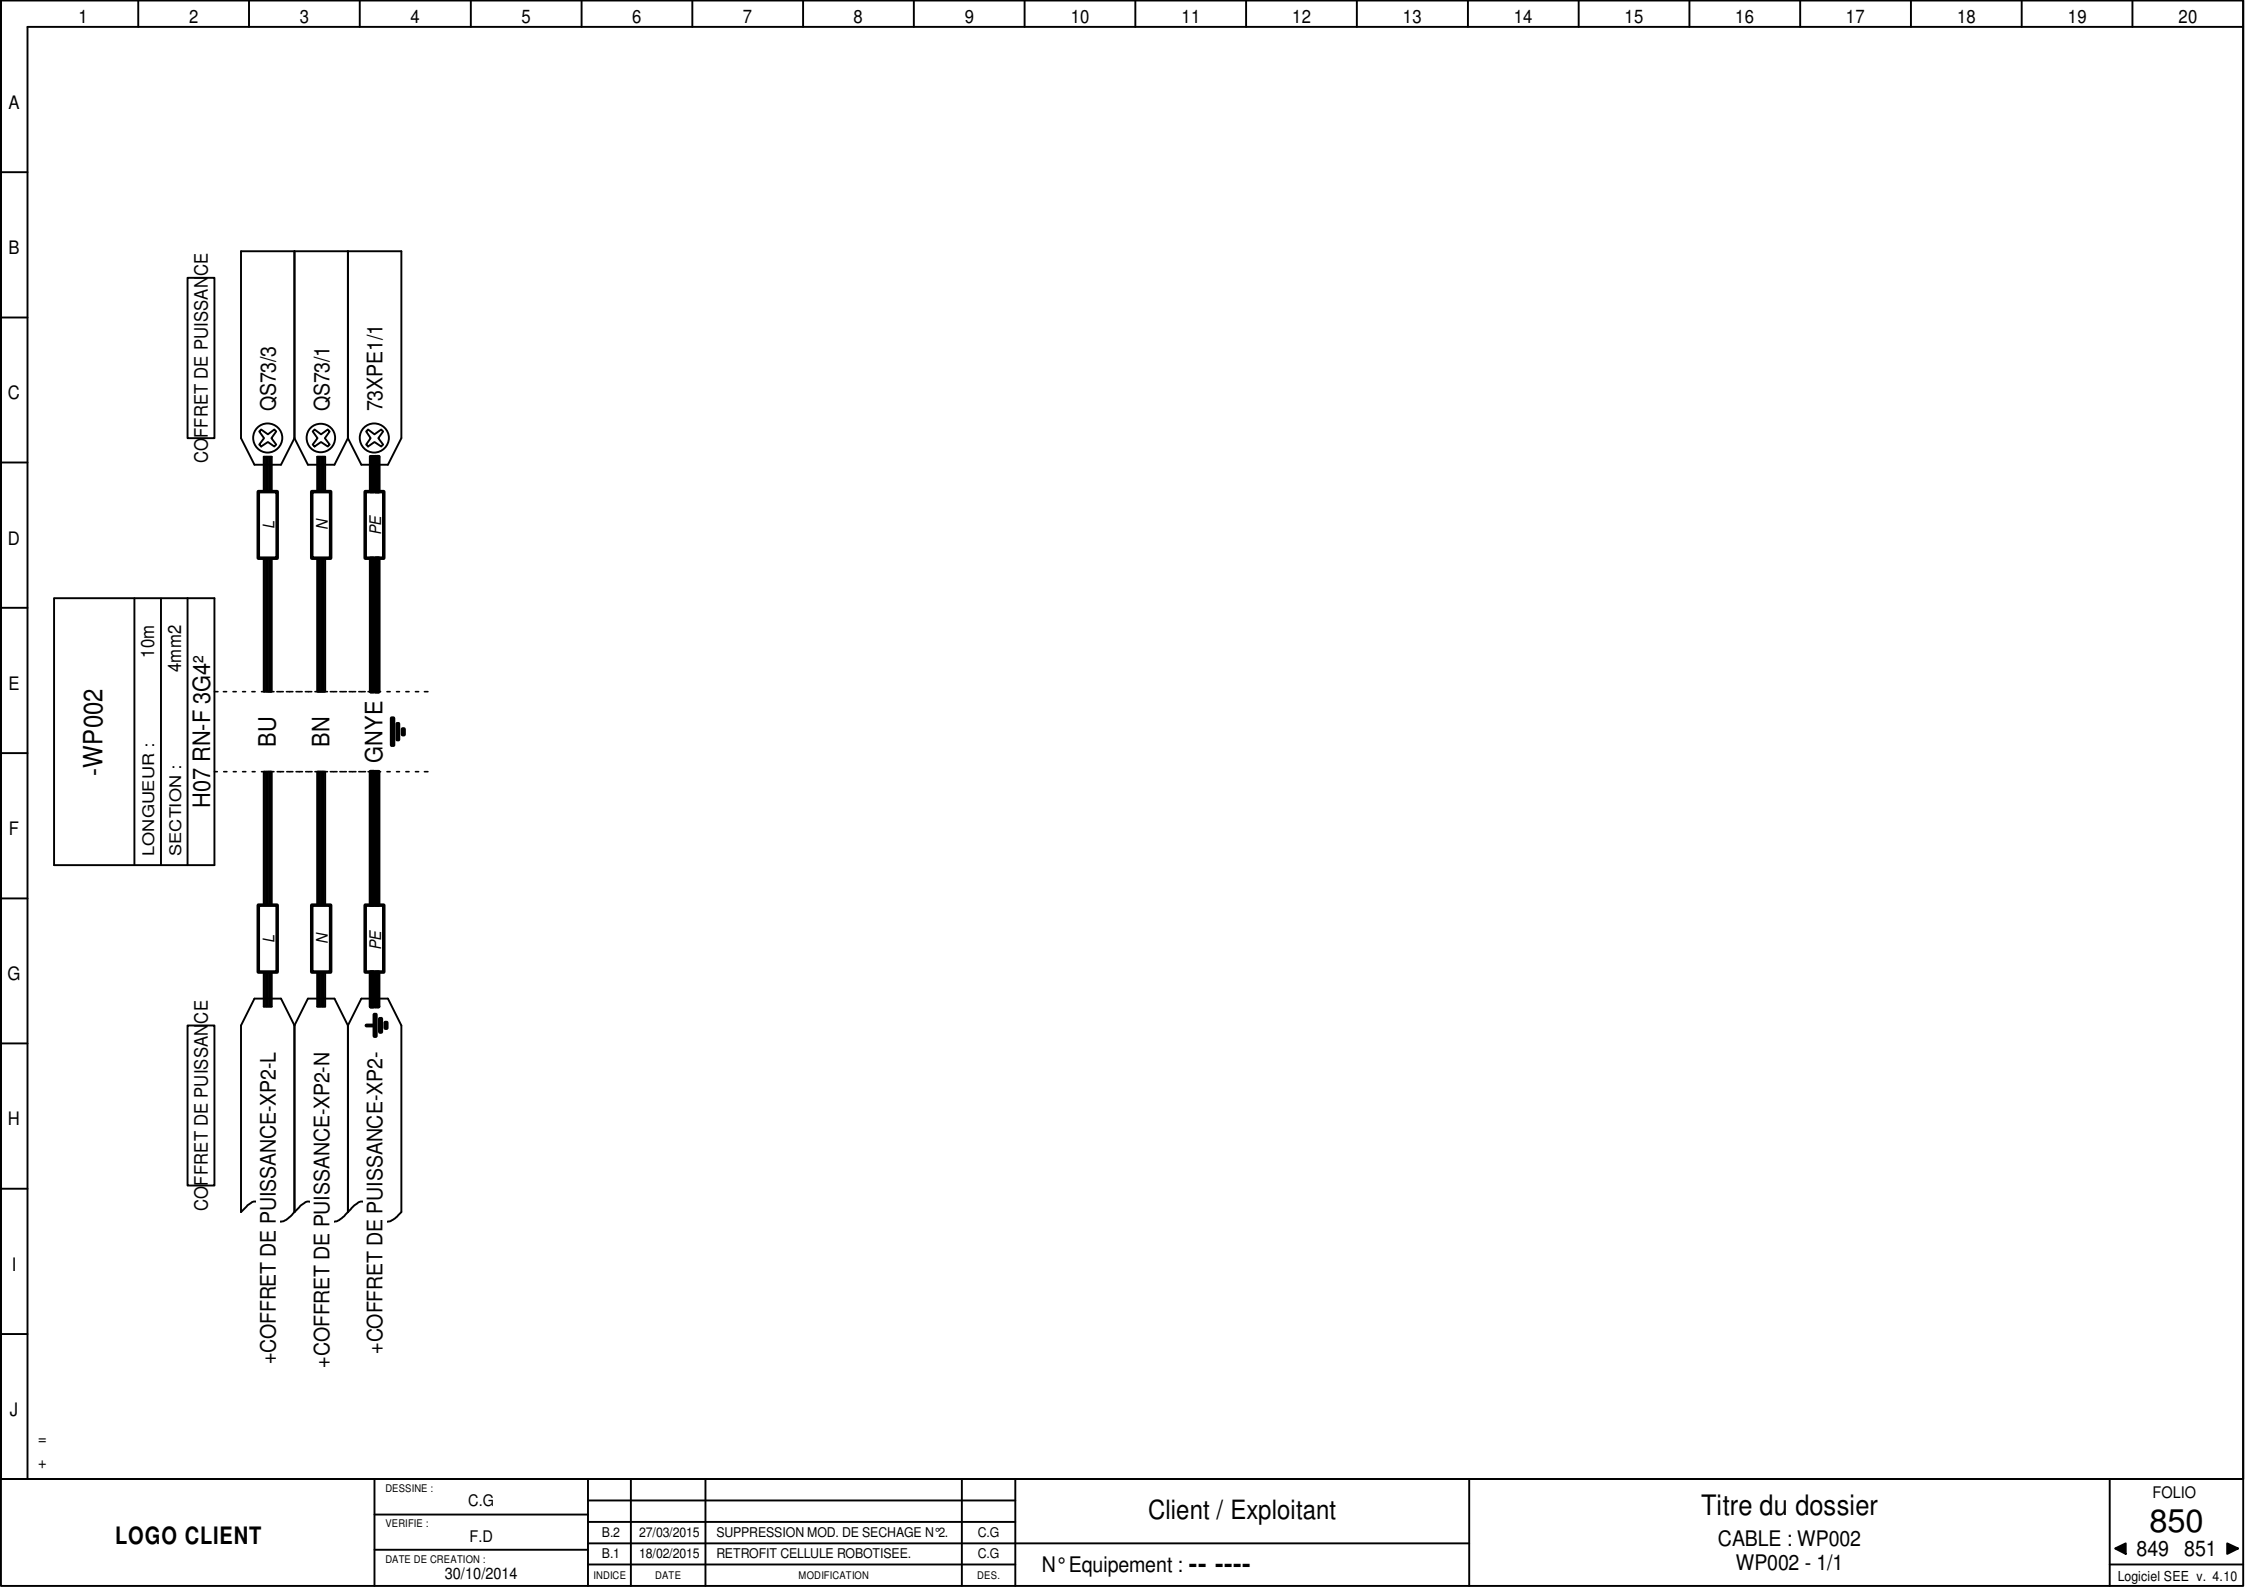 1 2 3 4 5 6 7 8 9 10 11 12 13 14 15 16 17 18 19 20
A
B
C
D
E
F
G
H
I
J
COFFRET DE PUISSANCE
QS73/3
QS73/1
73XPE1/1
L
N
PE
-WP002
LONGUEUR : 10m
SECTION : 4mm2
H07 RN-F 3G4²
BU
BN
GNYE
L
N
PE
COFFRET DE PUISSANCE
+COFFRET DE PUISSANCE-XP2-L
+COFFRET DE PUISSANCE-XP2-N
+COFFRET DE PUISSANCE-XP2-
=
+
LOGO CLIENT
DESSINE :
C.G
VERIFIE :
F.D
DATE DE CREATION :
30/10/2014
B.2 27/03/2015 SUPPRESSION MOD. DE SECHAGE N°2. C.G
B.1 18/02/2015 RETROFIT CELLULE ROBOTISEE. C.G
INDICE DATE MODIFICATION DES.
Client / Exploitant
N° Equipement : -- ----
Titre du dossier
CABLE : WP002
WP002 - 1/1
FOLIO
850
849 851
Logiciel SEE v. 4.10